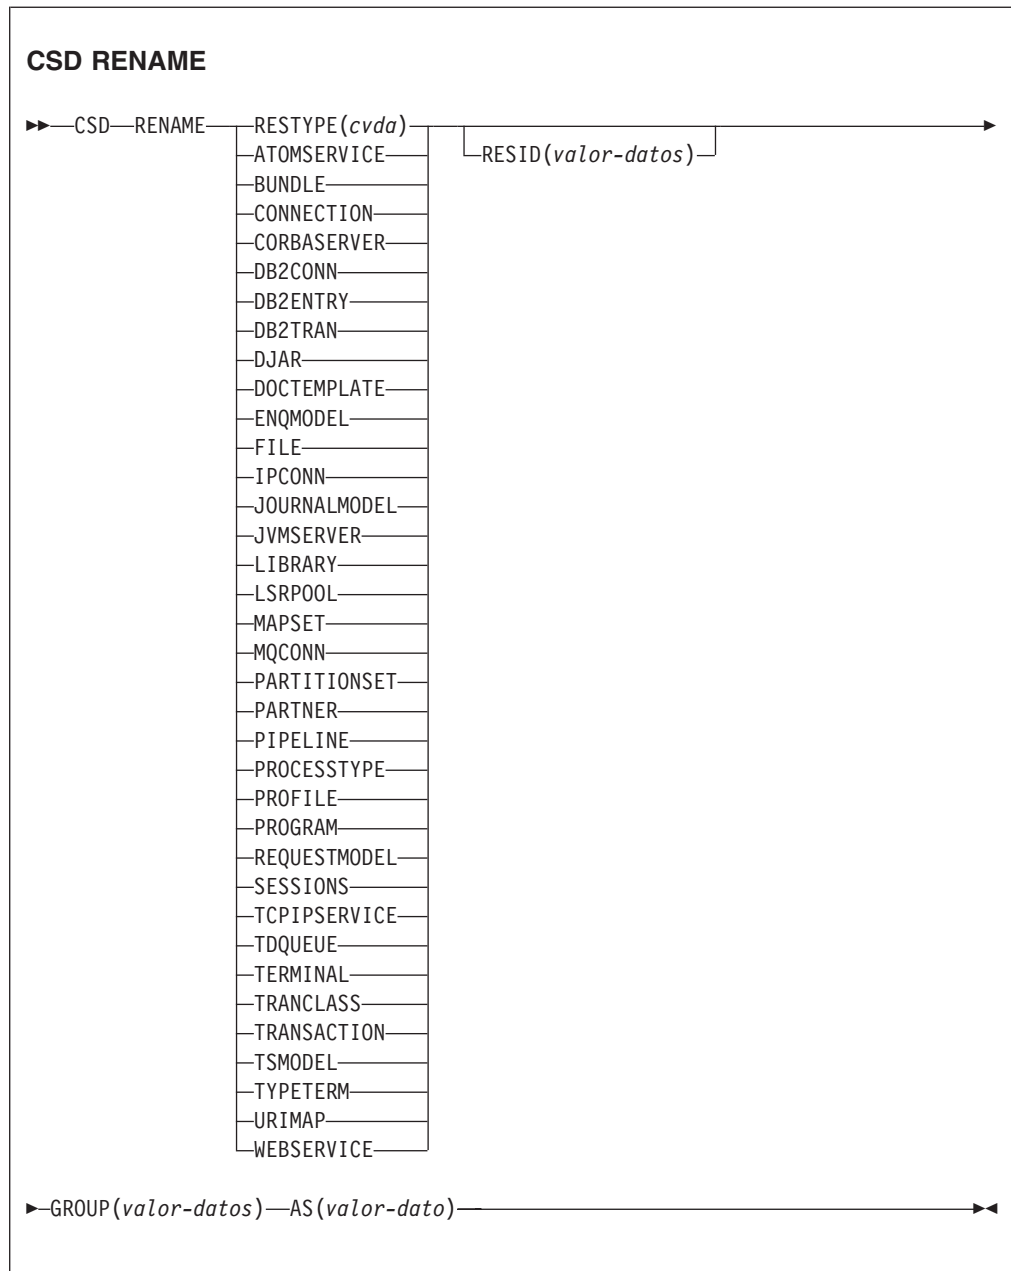 CSD RENAME
CSD RENAME RESTYPE(cvda)
ATOMSERVICE RESID(valor-datos)
BUNDLE
CONNECTION
CORBASERVER
DB2CONN
DB2ENTRY
DB2TRAN
DJAR
DOCTEMPLATE
ENQMODEL
FILE
IPCONN
JOURNALMODEL
JVMSERVER
LIBRARY
LSRPOOL
MAPSET
MQCONN
PARTITIONSET
PARTNER
PIPELINE
PROCESSTYPE
PROFILE
PROGRAM
REQUESTMODEL
SESSIONS
TCPIPSERVICE
TDQUEUE
TERMINAL
TRANCLASS
TRANSACTION
TSMODEL
TYPETERM
URIMAP
WEBSERVICE
GROUP(valor-datos) AS(valor-dato)